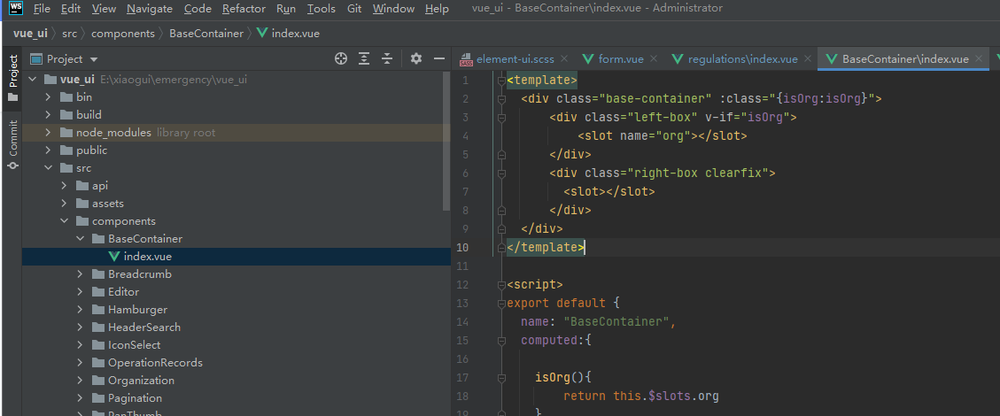 WS File Edit View Navigate Code Refactor Run Tools Git Window Help vue_ui - BaseContainer\index.vue - Administrator
vue_ui src components BaseContainer index.vue
Project
Commit
Project
vue_ui E:\xiaogui\emergency\vue_ui
bin
build
node_modules library root
public
src
api
assets
components
BaseContainer
index.vue
Breadcrumb
Editor
Hamburger
HeaderSearch
IconSelect
OperationRecords
Organization
Pagination
PanThumb
SASS element-ui.scss form.vue regulations\index.vue BaseContainer\index.vue
1 <template>
2 <div class="base-container" :class="{isOrg:isOrg}">
3 <div class="left-box" v-if="isOrg">
4 <slot name="org"></slot>
5 </div>
6 <div class="right-box clearfix">
7 <slot></slot>
8 </div>
9 </div>
10 </template>
11
12 <script>
13 export default {
14 name: "BaseContainer",
15 computed:{
16
17 isOrg(){
18 return this.$slots.org
}